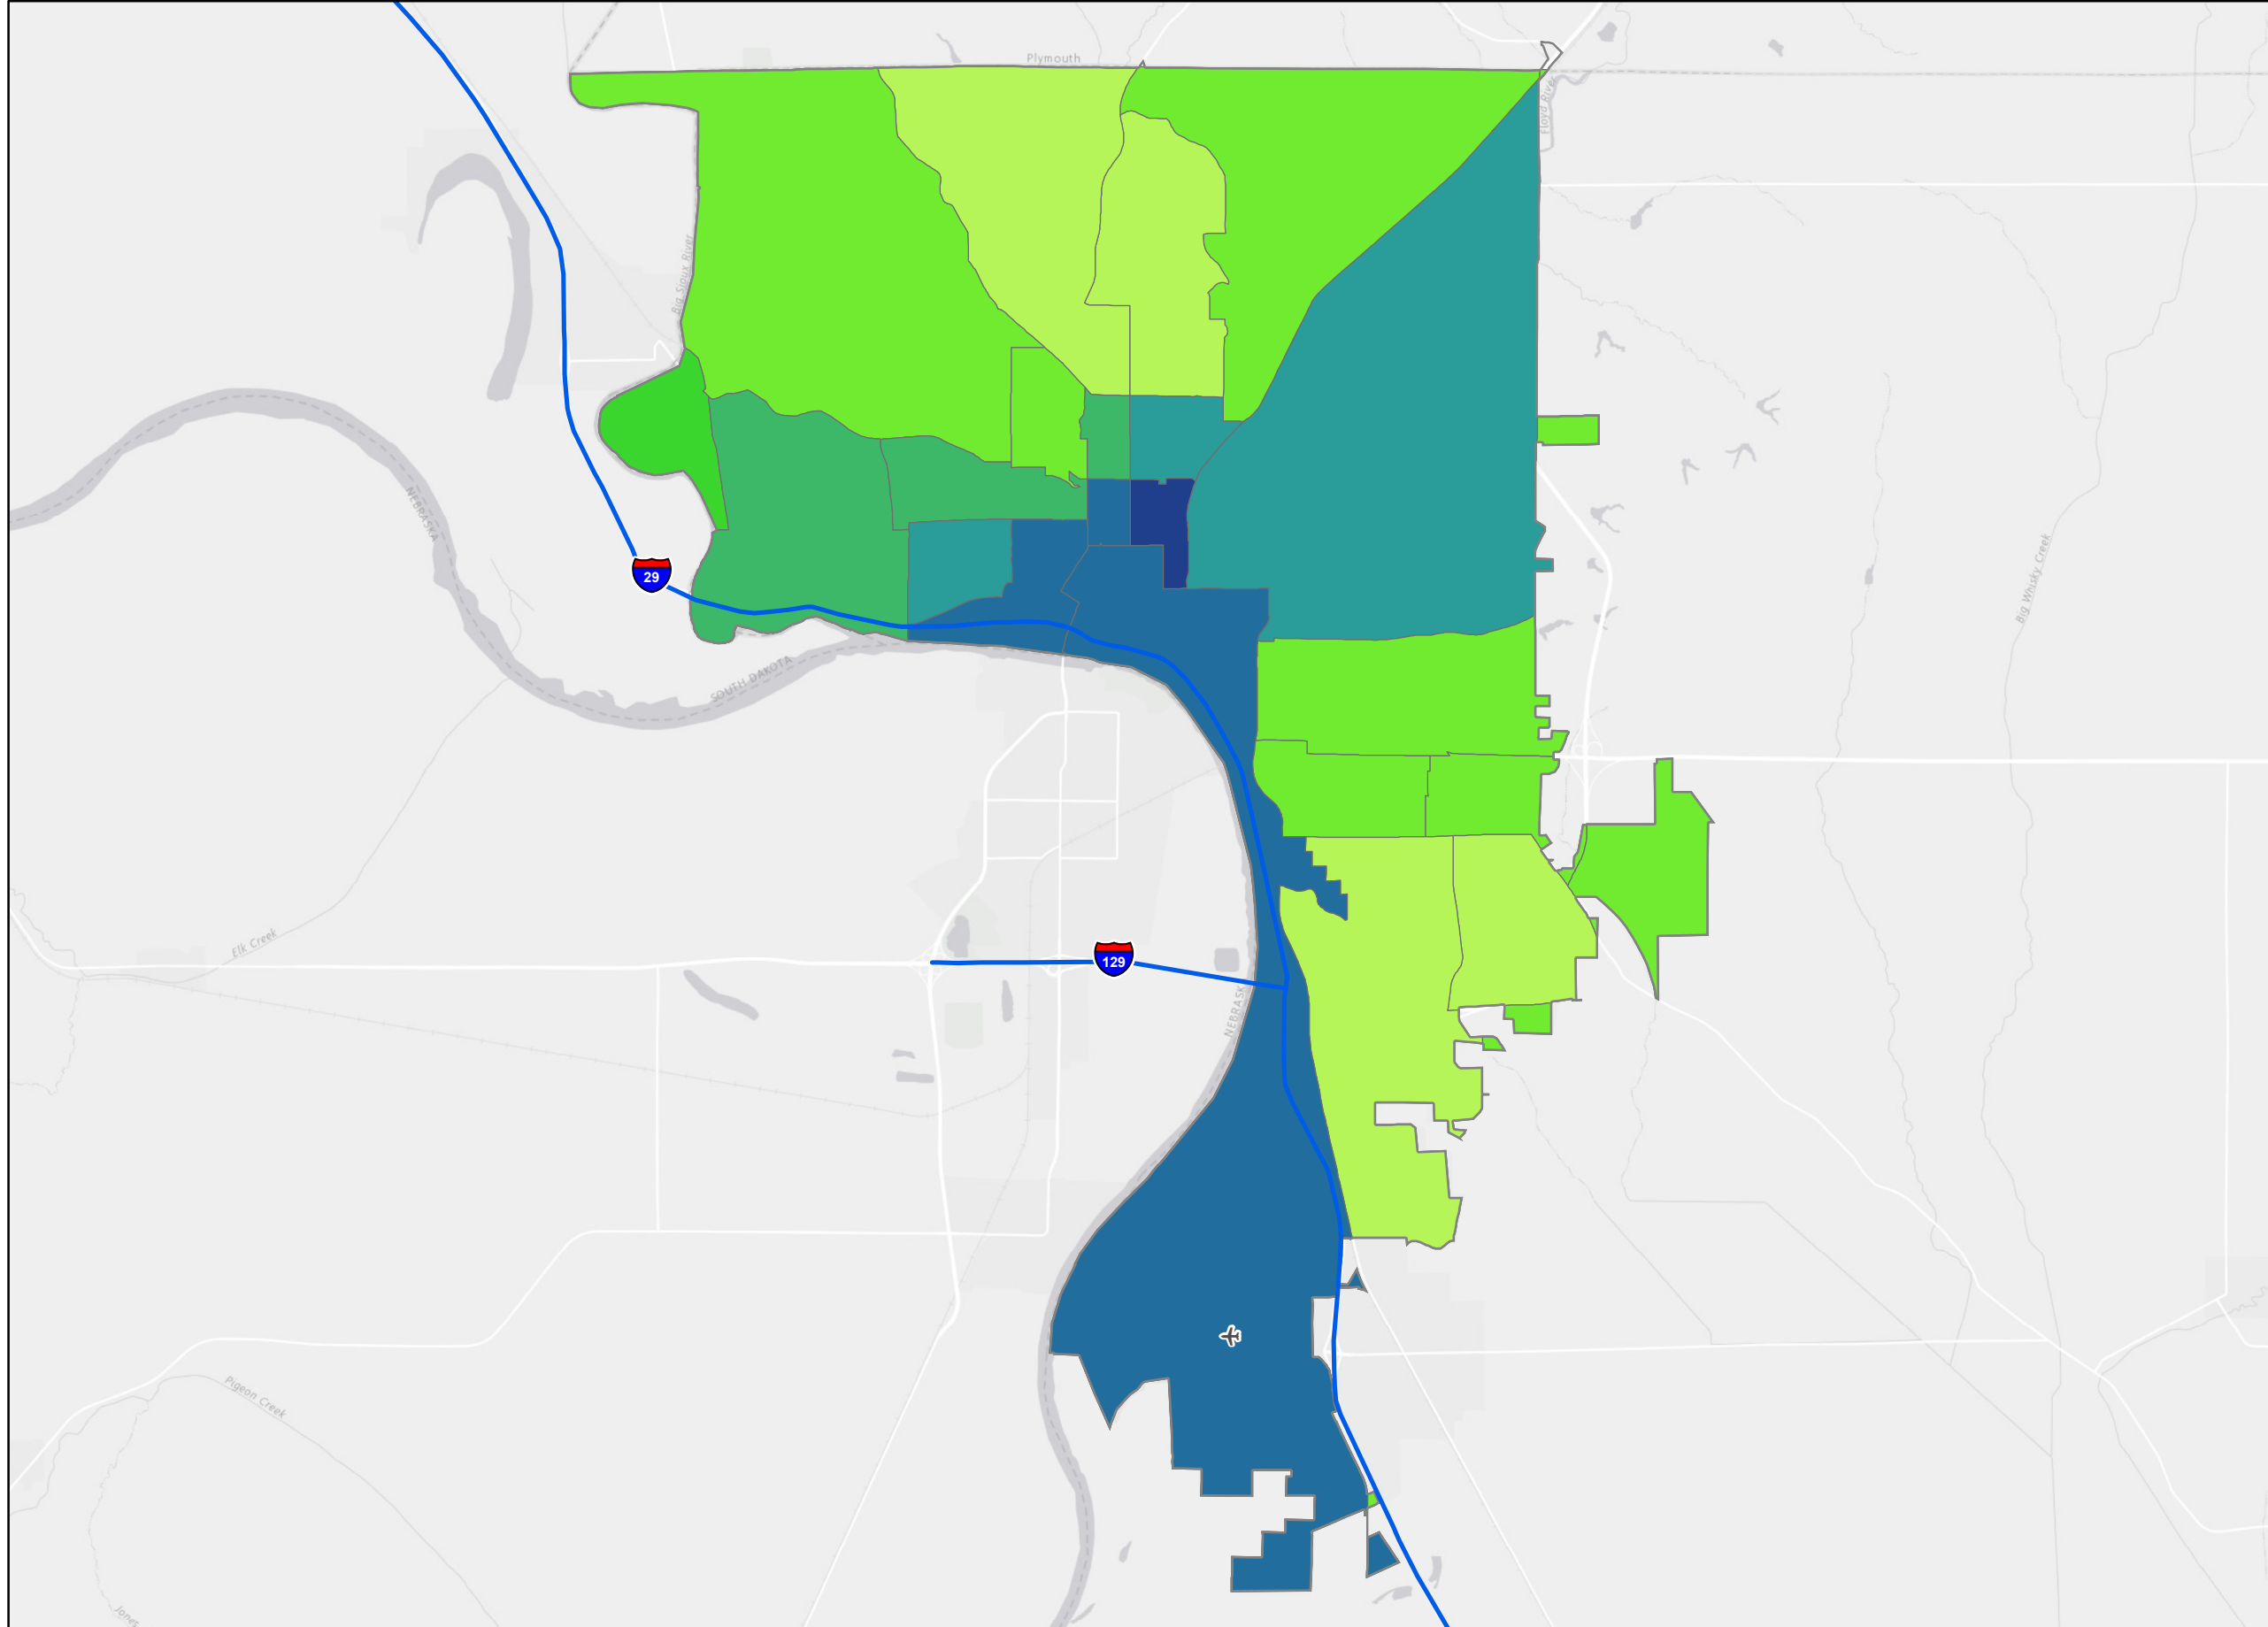 Plymouth
Floyd River
Big Sioux River
NEBRASKA
29
Big Whisky Creek
SOUTH DAKOTA
Elk Creek
129
NEBRASK
Pigeon Creek
Jones